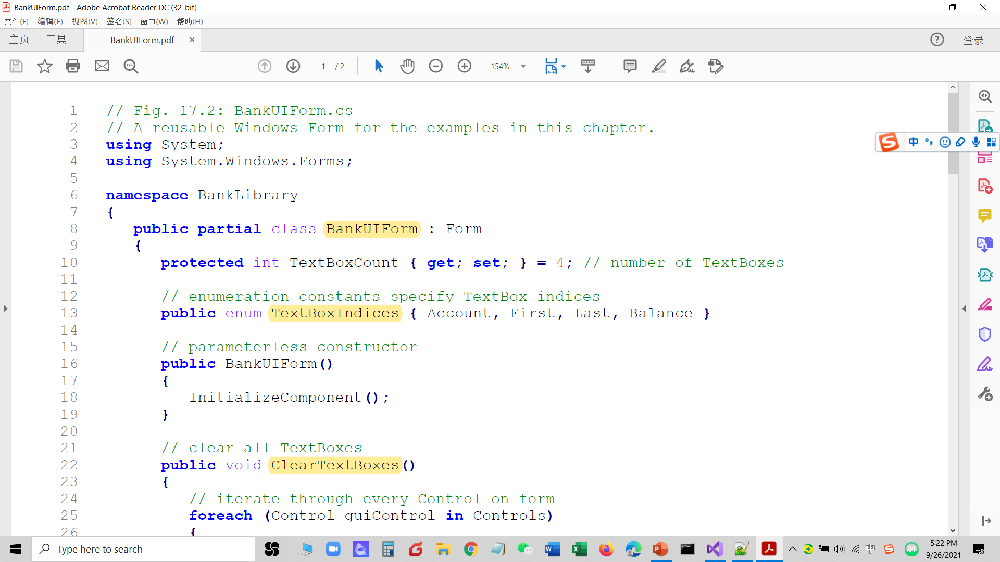 BankUIForm.pdf - Adobe Acrobat Reader DC (32-bit)
文件(F) 编辑(E) 视图(V) 签名(S) 窗口(W) 帮助(H)
主页 工具 BankUIForm.pdf × 登录
1 / 2 154%
1 // Fig. 17.2: BankUIForm.cs
2 // A reusable Windows Form for the examples in this chapter.
3 using System;
4 using System.Windows.Forms;
5
6 namespace BankLibrary
7 {
8 public partial class BankUIForm : Form
9 {
10 protected int TextBoxCount { get; set; } = 4; // number of TextBoxes
11
12 // enumeration constants specify TextBox indices
13 public enum TextBoxIndices { Account, First, Last, Balance }
14
15 // parameterless constructor
16 public BankUIForm()
17 {
18 InitializeComponent();
19 }
20
21 // clear all TextBoxes
22 public void ClearTextBoxes()
23 {
24 // iterate through every Control on form
25 foreach (Control guiControl in Controls)
26 {
中
Type here to search
中 34
5:22 PM
9/26/2021